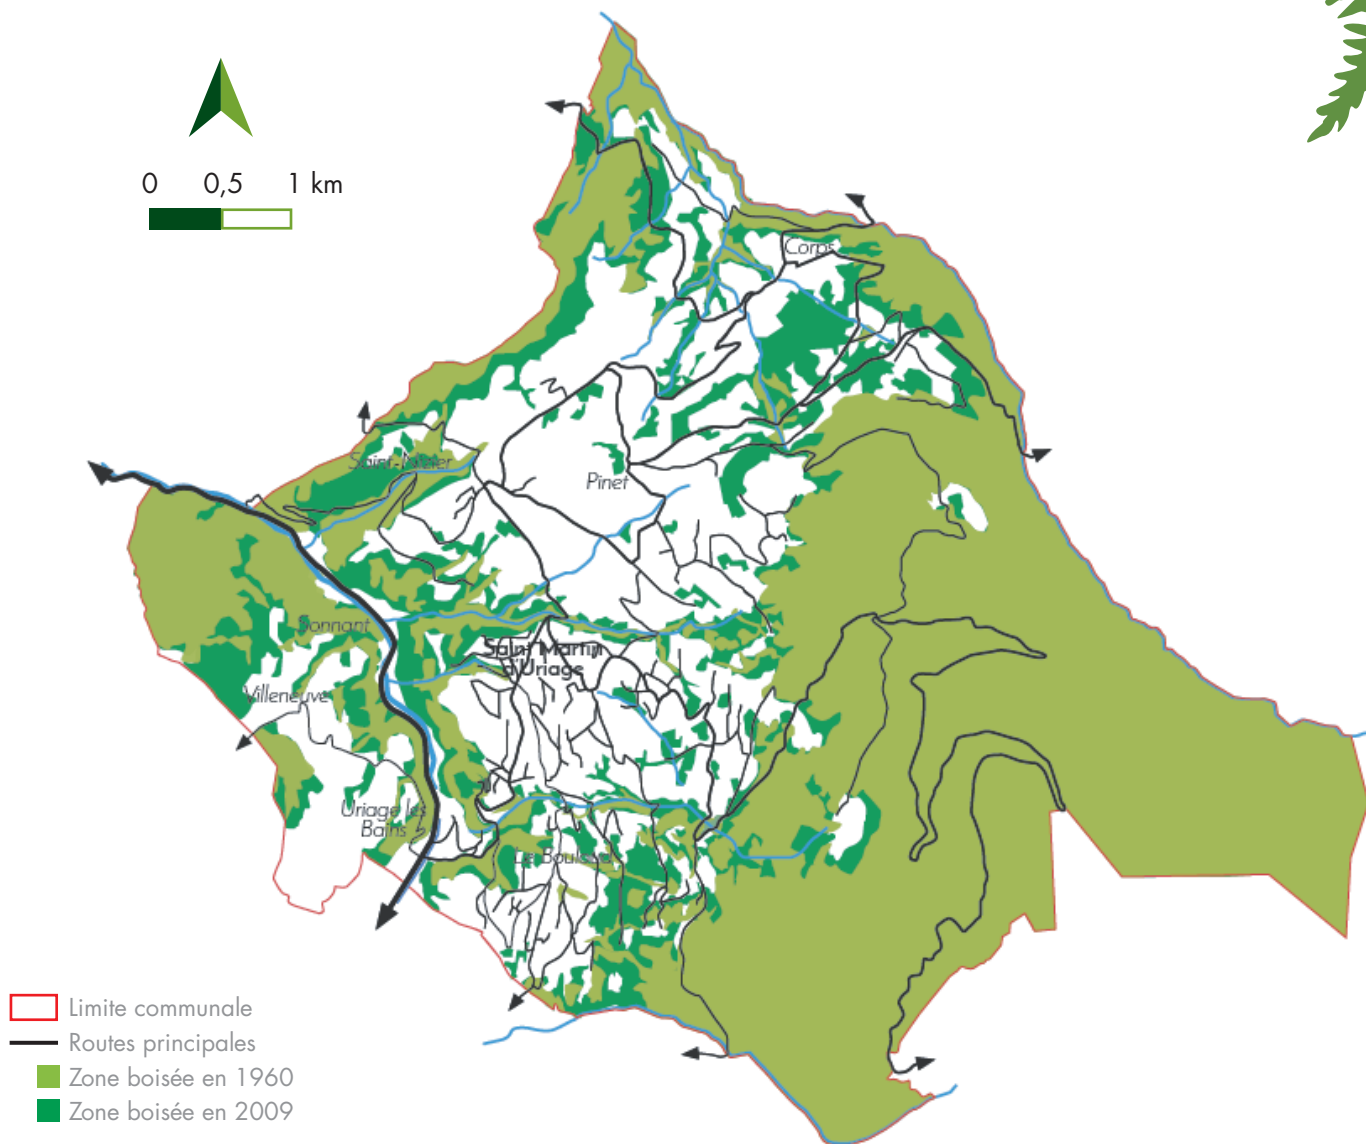 0 0,5 1 km
Corps
Saint-Nizier
Pinet
Sonnant
Saint Martin
d'Uriage
Villeneuve
Uriage les
Bains
Le Bouloud
Limite communale
Routes principales
Zone boisée en 1960
Zone boisée en 2009